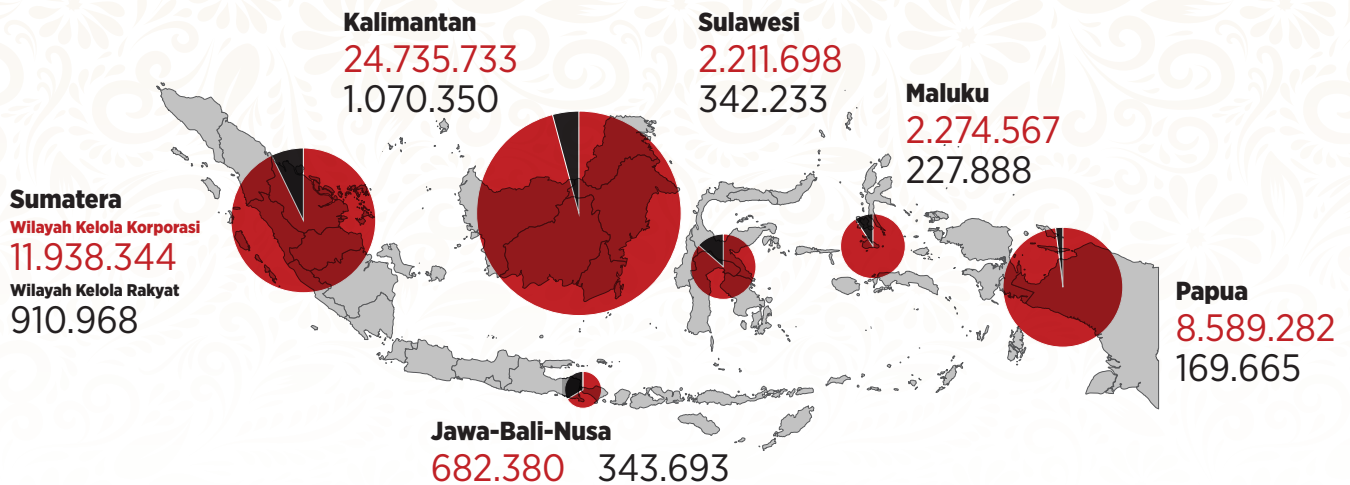 Kalimantan
24.735.733
1.070.350
Sulawesi
2.211.698
342.233
Maluku
2.274.567
227.888
Sumatera
Wilayah Kelola Korporasi
11.938.344
Wilayah Kelola Rakyat
910.968
Papua
8.589.282
169.665
Jawa-Bali-Nusa
682.380 343.693